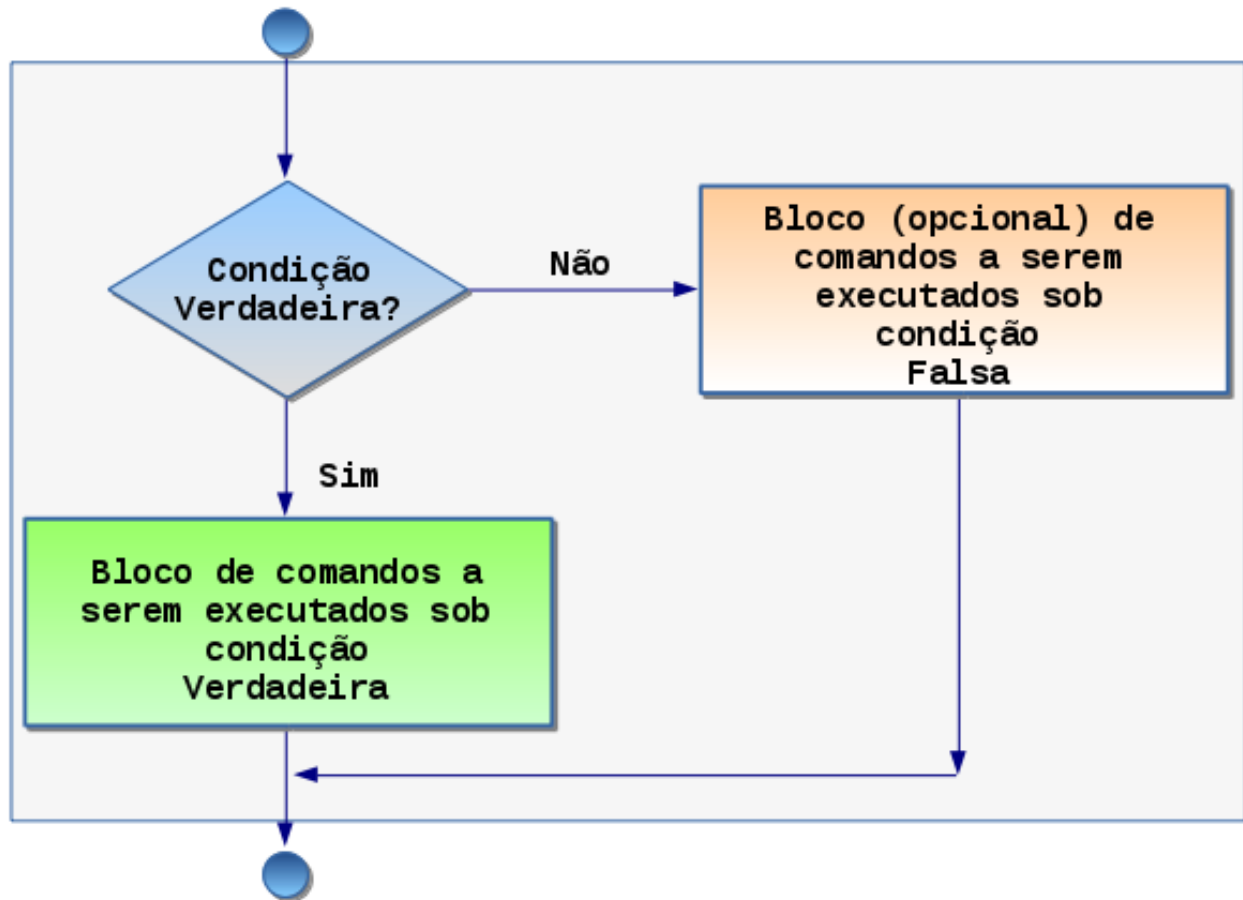 Condição
Verdadeira?
Não
Bloco (opcional) de
comandos a serem
executados sob
condição
Falsa
Sim
Bloco de comandos a
serem executados sob
condição
Verdadeira